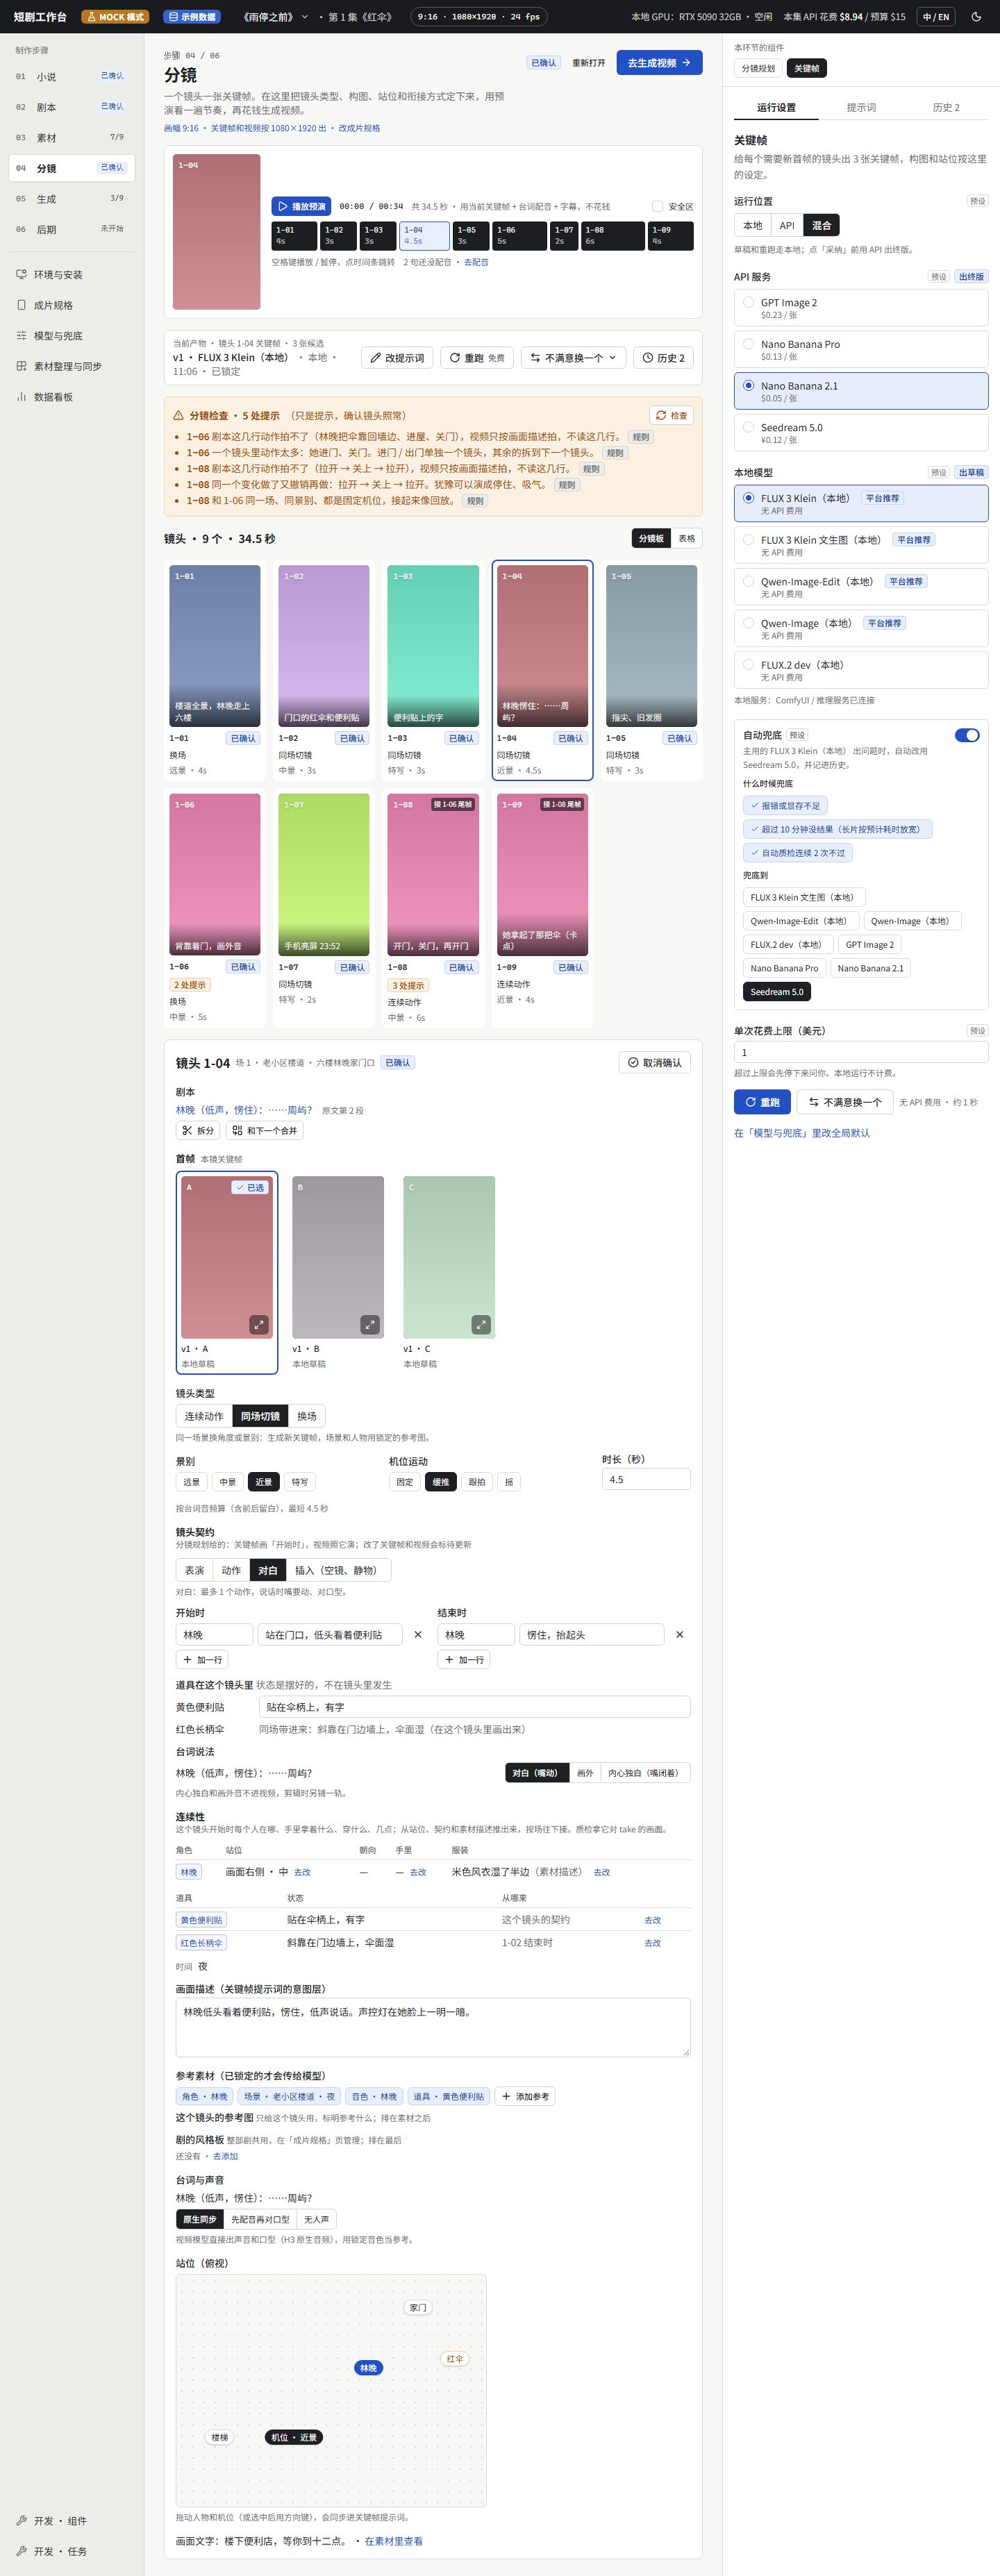 短剧工作台
MOCK 模式
示例数据
《雨停之前》 · 第 1 集《红伞》
9:16 · 1080×1920 · 24 fps
本地 GPU：RTX 5090 32GB · 空闲
本集 API 花费 $8.94 / 预算 $15
中 / EN
制作步骤
01 小说 已确认
02 剧本 已确认
03 素材 7/9
04 分镜 已确认
05 生成 3/9
06 后期 未开始
环境与安装
成片规格
模型与兜底
素材整理与同步
数据看板
开发 · 组件
开发 · 任务
步骤 04 / 06
分镜
已确认
重新打开
去生成视频
一个镜头一张关键帧。在这里把镜头类型、构图、站位和衔接方式定下来，用预
演看一遍节奏，再花钱生成视频。
画幅 9:16 · 关键帧和视频按 1080×1920 出 · 改成片规格
1-04
播放预演 00:00 / 00:34 共 34.5 秒 · 用当前关键帧 + 台词配音 + 字幕，不花钱
安全区
1-01 4s
1-02 3s
1-03 3s
1-04 4.5s
1-05 3s
1-06 5s
1-07 2s
1-08 6s
1-09 4s
空格键播放 / 暂停，点时间条跳转 2 句还没配音 · 去配音
当前产物 · 镜头 1-04 关键帧 · 3 张候选
v1 · FLUX 3 Klein（本地） · 本地 ·
11:06 · 已锁定
改提示词
重跑 免费
不满意换一个
历史 2
分镜检查 · 5 处提示 （只是提示，确认镜头照常）
检查
1-06 剧本这几行动作拍不了（林晚把伞靠回墙边、进屋、关门），视频只按画面描述拍，不读这几行。 规则
1-06 一个镜头里动作太多：她进门、关门。进门 / 出门单独一个镜头，其余的拆到下一个镜头。 规则
1-08 剧本这几行动作拍不了（拉开 → 关上 → 拉开），视频只按画面描述拍，不读这几行。 规则
1-08 同一个变化做了又撤销再做：拉开 → 关上 → 拉开。犹豫可以演成停住、吸气。 规则
1-08 和 1-06 同一场、同景别、都是固定机位，接起来像回放。 规则
镜头 · 9 个 · 34.5 秒
分镜板
表格
1-01
楼道全景，林晚走上
六楼
1-01 已确认
换场
远景 · 4s
1-02
门口的红伞和便利贴
1-02 已确认
同场切镜
中景 · 3s
1-03
便利贴上的字
1-03 已确认
同场切镜
特写 · 3s
1-04
林晚愣住：……周
屿？
1-04 已确认
同场切镜
近景 · 4.5s
1-05
指尖、旧发圈
1-05 已确认
同场切镜
特写 · 3s
1-06
背靠着门，画外音
1-06 已确认
2 处提示
换场
中景 · 5s
1-07
手机亮屏 23:52
1-07 已确认
同场切镜
特写 · 2s
1-08
接 1-06 尾帧
开门，关门，再开门
1-08 已确认
3 处提示
连续动作
中景 · 6s
1-09
接 1-08 尾帧
她拿起了那把伞（卡
点）
1-09 已确认
连续动作
近景 · 4s
镜头 1-04 场 1 · 老小区楼道 · 六楼林晚家门口 已确认
取消确认
剧本
林晚（低声，愣住）：……周屿？ 原文第 2 段
拆分
和下一个合并
首帧 本镜关键帧
A
已选
B
C
v1 · A
本地草稿
v1 · B
本地草稿
v1 · C
本地草稿
镜头类型
连续动作
同场切镜
换场
同一场景换角度或景别：生成新关键帧，场景和人物用锁定的参考图。
景别
远景
中景
近景
特写
机位运动
固定
缓推
跟拍
摇
时长（秒）
4.5
按台词音频算（含前后留白），最短 4.5 秒
镜头契约
分镜规划给的：关键帧画「开始时」，视频照它演；改了关键帧和视频会标待更新
表演
动作
对白
插入（空镜、静物）
对白：最多 1 个动作，说话时嘴要动、对口型。
开始时
林晚
站在门口，低头看着便利贴
加一行
结束时
林晚
愣住，抬起头
加一行
道具在这个镜头里 状态是摆好的，不在镜头里发生
黄色便利贴 贴在伞柄上，有字
红色长柄伞 同场带进来：斜靠在门边墙上，伞面湿（在这个镜头里画出来）
台词说法
林晚（低声，愣住）：……周屿？
对白（嘴动）
画外
内心独白（嘴闭着）
内心独白和画外音不进视频，剪辑时另铺一轨。
连续性
这个镜头开始时每个人在哪、手里拿着什么、穿什么、几点；从站位、契约和素材描述推出来，按场往下接。质检拿它对 take 的画面。
角色 站位 朝向 手里 服装
林晚 画面右侧 · 中 去改 — — 去改 米色风衣湿了半边（素材描述） 去改
道具 状态 从哪来
黄色便利贴 贴在伞柄上，有字 这个镜头的契约 去改
红色长柄伞 斜靠在门边墙上，伞面湿 1-02 结束时 去改
时间 夜
画面描述（关键帧提示词的意图层）
林晚低头看着便利贴，愣住，低声说话。声控灯在她脸上一明一暗。
参考素材（已锁定的才会传给模型）
角色 · 林晚
场景 · 老小区楼道 · 夜
音色 · 林晚
道具 · 黄色便利贴
添加参考
这个镜头的参考图 只给这个镜头用，标明参考什么；排在素材之后
剧的风格板 整部剧共用，在「成片规格」页管理；排在最后
还没有 · 去添加
台词与声音
林晚（低声，愣住）：……周屿？
原生同步
先配音再对口型
无人声
视频模型直接出声音和口型（H3 原生音频），用锁定音色当参考。
站位（俯视）
家门
红伞
林晚
楼梯
机位 · 近景
拖动人物和机位（或选中后用方向键），会同步进关键帧提示词。
画面文字：楼下便利店，等你到十二点。 · 在素材里查看
本环节的组件
分镜规划
关键帧
运行设置
提示词
历史 2
关键帧
给每个需要新首帧的镜头出 3 张关键帧，构图和站位按这里
的设定。
运行位置 预设
本地
API
混合
草稿和重跑走本地；点「采纳」前用 API 出终版。
API 服务 预设 出终版
GPT Image 2
$0.23 / 张
Nano Banana Pro
$0.13 / 张
Nano Banana 2.1
$0.05 / 张
Seedream 5.0
¥0.12 / 张
本地模型 预设 出草稿
FLUX 3 Klein（本地） 平台推荐
无 API 费用
FLUX 3 Klein 文生图（本地） 平台推荐
无 API 费用
Qwen-Image-Edit（本地） 平台推荐
无 API 费用
Qwen-Image（本地） 平台推荐
无 API 费用
FLUX.2 dev（本地）
无 API 费用
本地服务：ComfyUI / 推理服务已连接
自动兜底 预设
主用的 FLUX 3 Klein（本地） 出问题时，自动改用
Seedream 5.0，并记进历史。
什么时候兜底
报错或显存不足
超过 10 分钟没结果（长片按预计耗时放宽）
自动质检连续 2 次不过
兜底到
FLUX 3 Klein 文生图（本地）
Qwen-Image-Edit（本地）
Qwen-Image（本地）
FLUX.2 dev（本地）
GPT Image 2
Nano Banana Pro
Nano Banana 2.1
Seedream 5.0
单次花费上限（美元） 预设
1
超过上限会先停下来问你。本地运行不计费。
重跑
不满意换一个
无 API 费用 · 约 1 秒
在「模型与兜底」里改全局默认